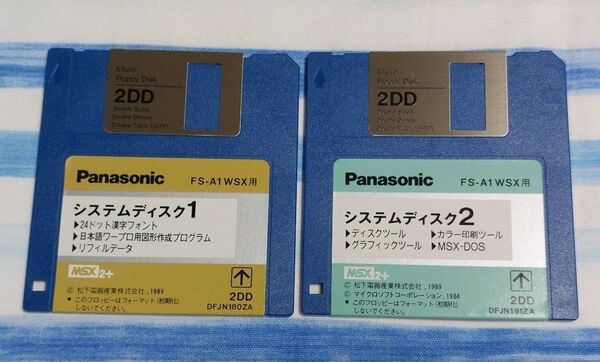 Micro
Floppy Disk
2DD
Double Sided
Double Density
Double Track 135TPI
Panasonic FS-A1WSX用
システムディスク1
▶24ドット漢字フォント
▶日本語ワープロ用図形作成プログラム
▶リフィルデータ
MSX2+
© 松下電器産業株式会社,1989
● このフロッピーはフォーマット(初期化)
しないでください。
2DD
DFJN180ZA
Micro
Floppy Disk
2DD
Double Sided
Double Density
Double Track 135TPI
Panasonic FS-A1WSX用
システムディスク2
▶ディスクツール ▶カラー印刷ツール
▶グラフィックツール ▶MSX-DOS
MSX2+
© 松下電器産業株式会社,1989
© マイクロソフトコーポレーション,1984
● このフロッピーはフォーマット(初期化)
しないでください。
2DD
DFJN181ZA